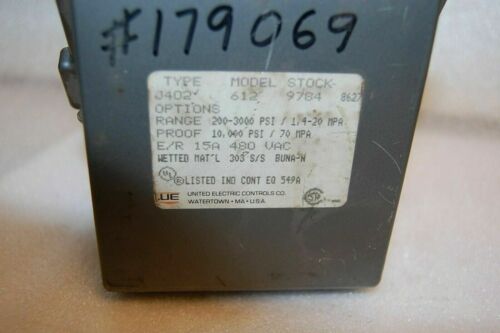 #179069
TYPE MODEL STOCK-
J402 612 9784 8627
OPTIONS
RANGE 200-3000 PSI / 1.4-20 MPA
PROOF 10,000 PSI / 70 MPA
E/R 15A 480 VAC
WETTED MAT'L 303 S/S BUNA-N
UL ® LISTED IND CONT EQ 549A
UE UNITED ELECTRIC CONTROLS CO.
WATERTOWN • MA • U.S.A.